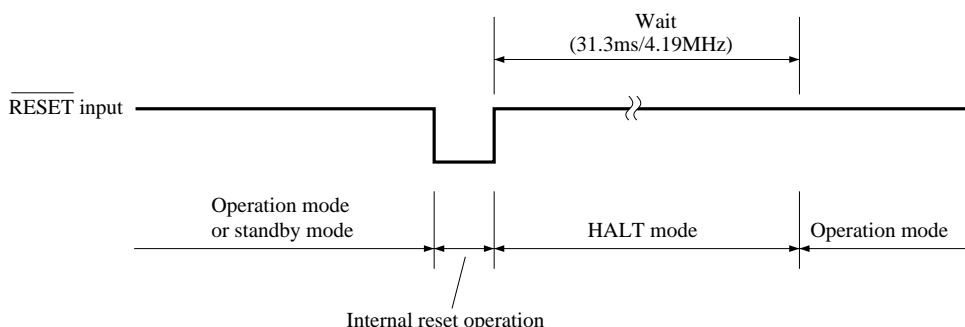 Wait
(31.3ms/4.19MHz)
RESET input
Operation mode
or standby mode
HALT mode
Operation mode
Internal reset operation